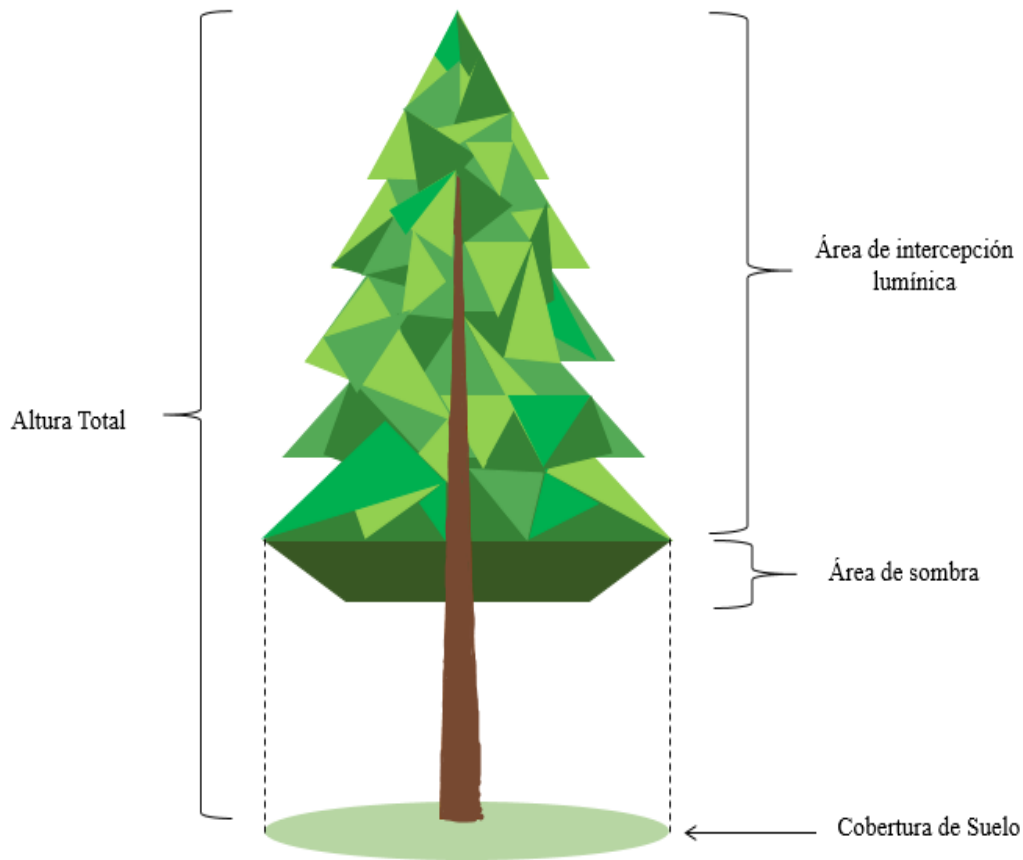 Área de intercepción
lumínica
Altura Total
Área de sombra
Cobertura de Suelo